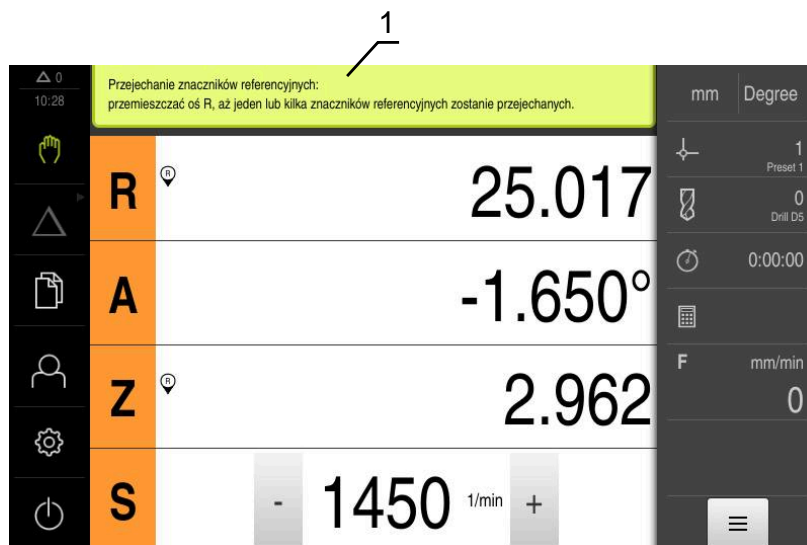 1
0
10:28
Przejechanie znaczników referencyjnych:
przemieszczać oś R, aż jeden lub kilka znaczników referencyjnych zostanie przejechanych.
mm Degree
R R 25.017
1
Preset 1
0
Drill D5
A -1.650°
0:00:00
Z R 2.962
F mm/min
0
S - 1450 1/min +